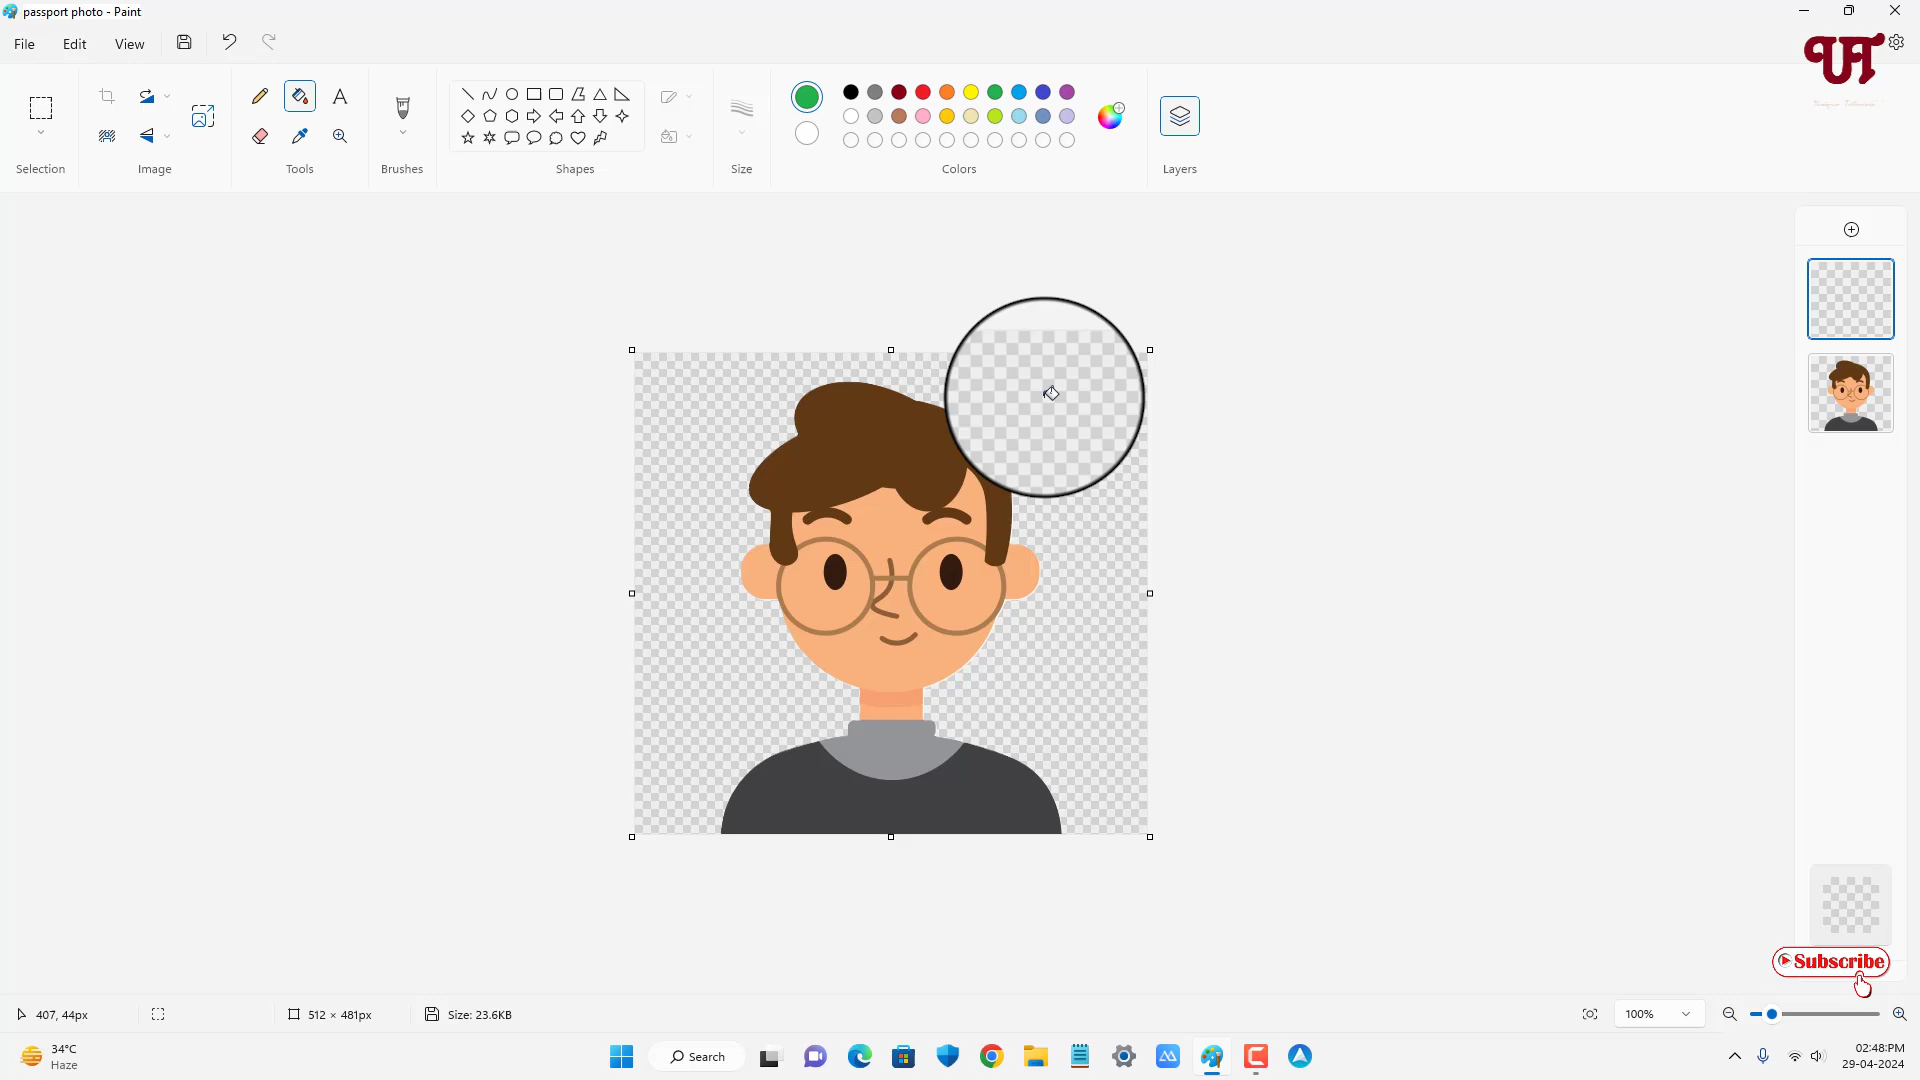 passport photo - Paint
File Edit View
Selection Image Tools Brushes Shapes Size Colors Layers
Subscribe
407, 44px 512 × 481px Size: 23.6KB 100%
34°C
Haze
Search
02:48:PM
29-04-2024